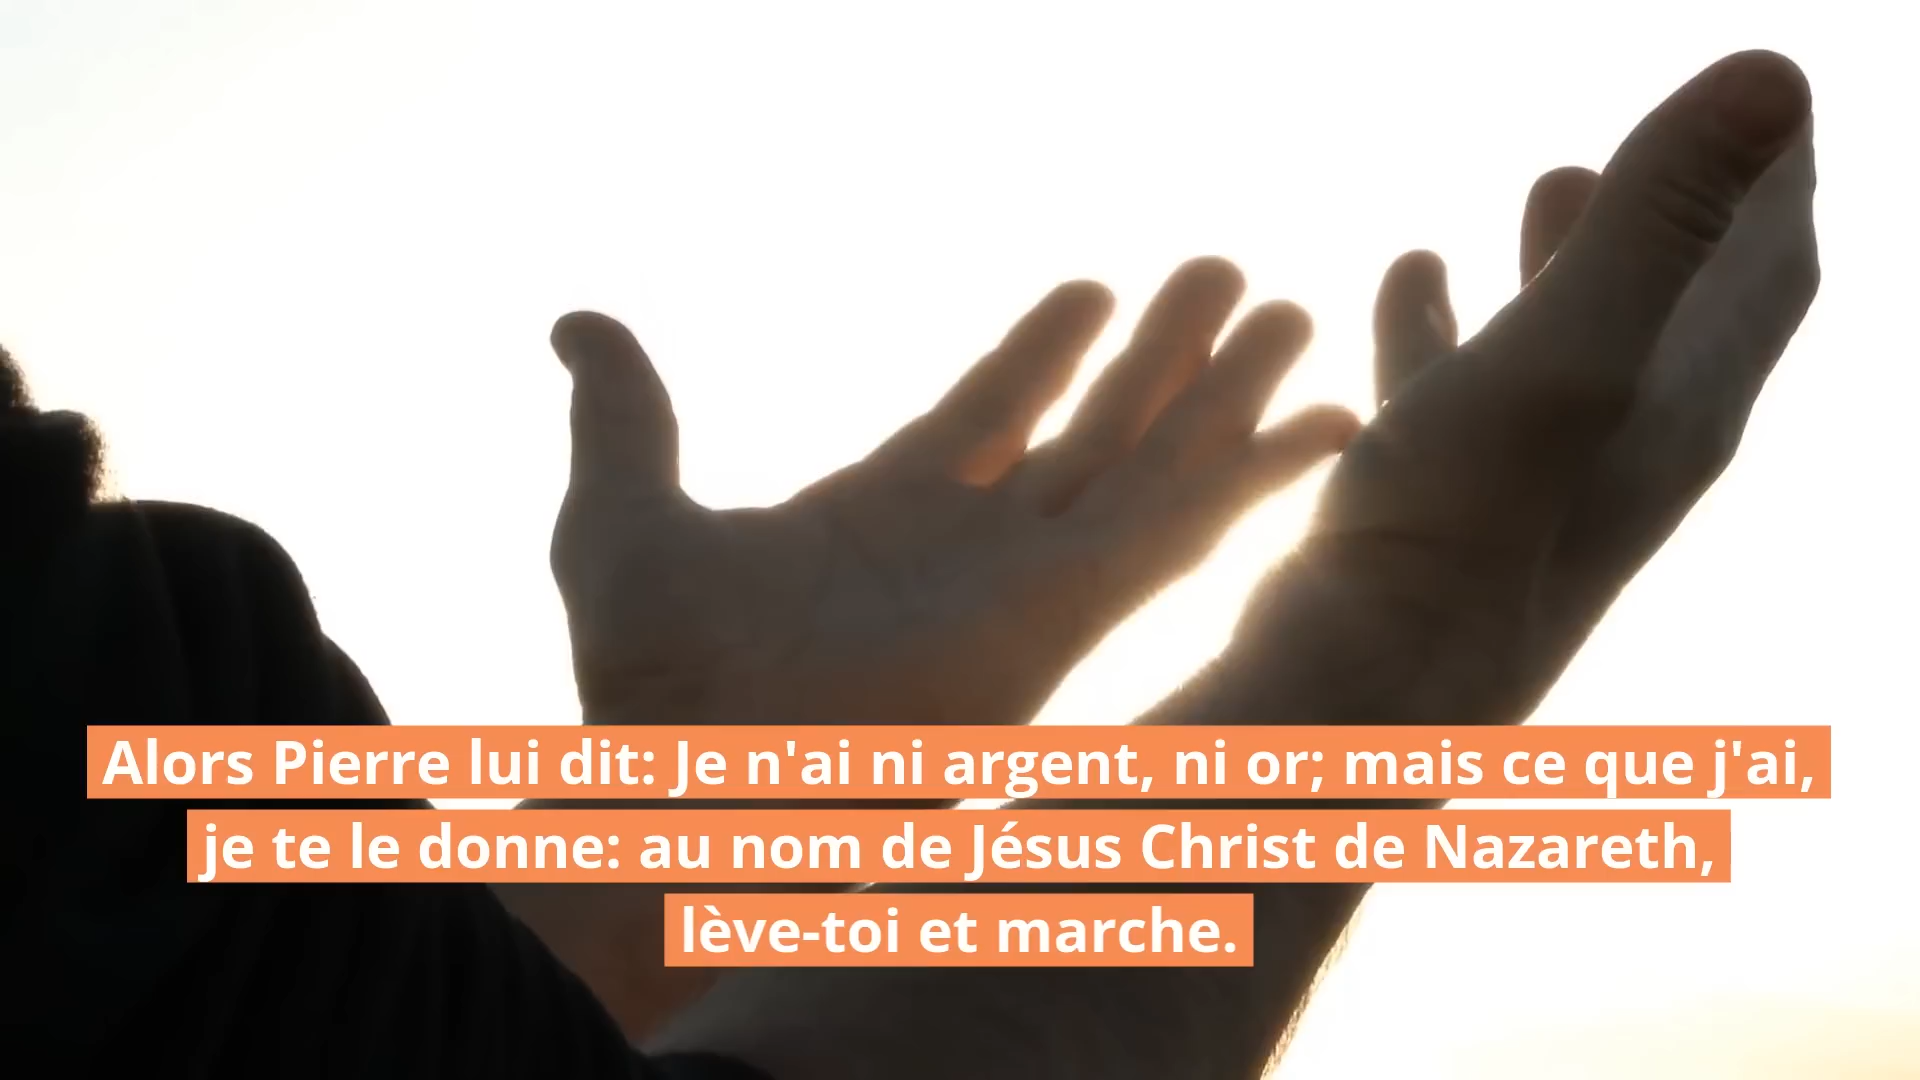 Alors Pierre lui dit: Je n'ai ni argent, ni or; mais ce que j'ai,
je te le donne: au nom de Jésus Christ de Nazareth,
lève-toi et marche.